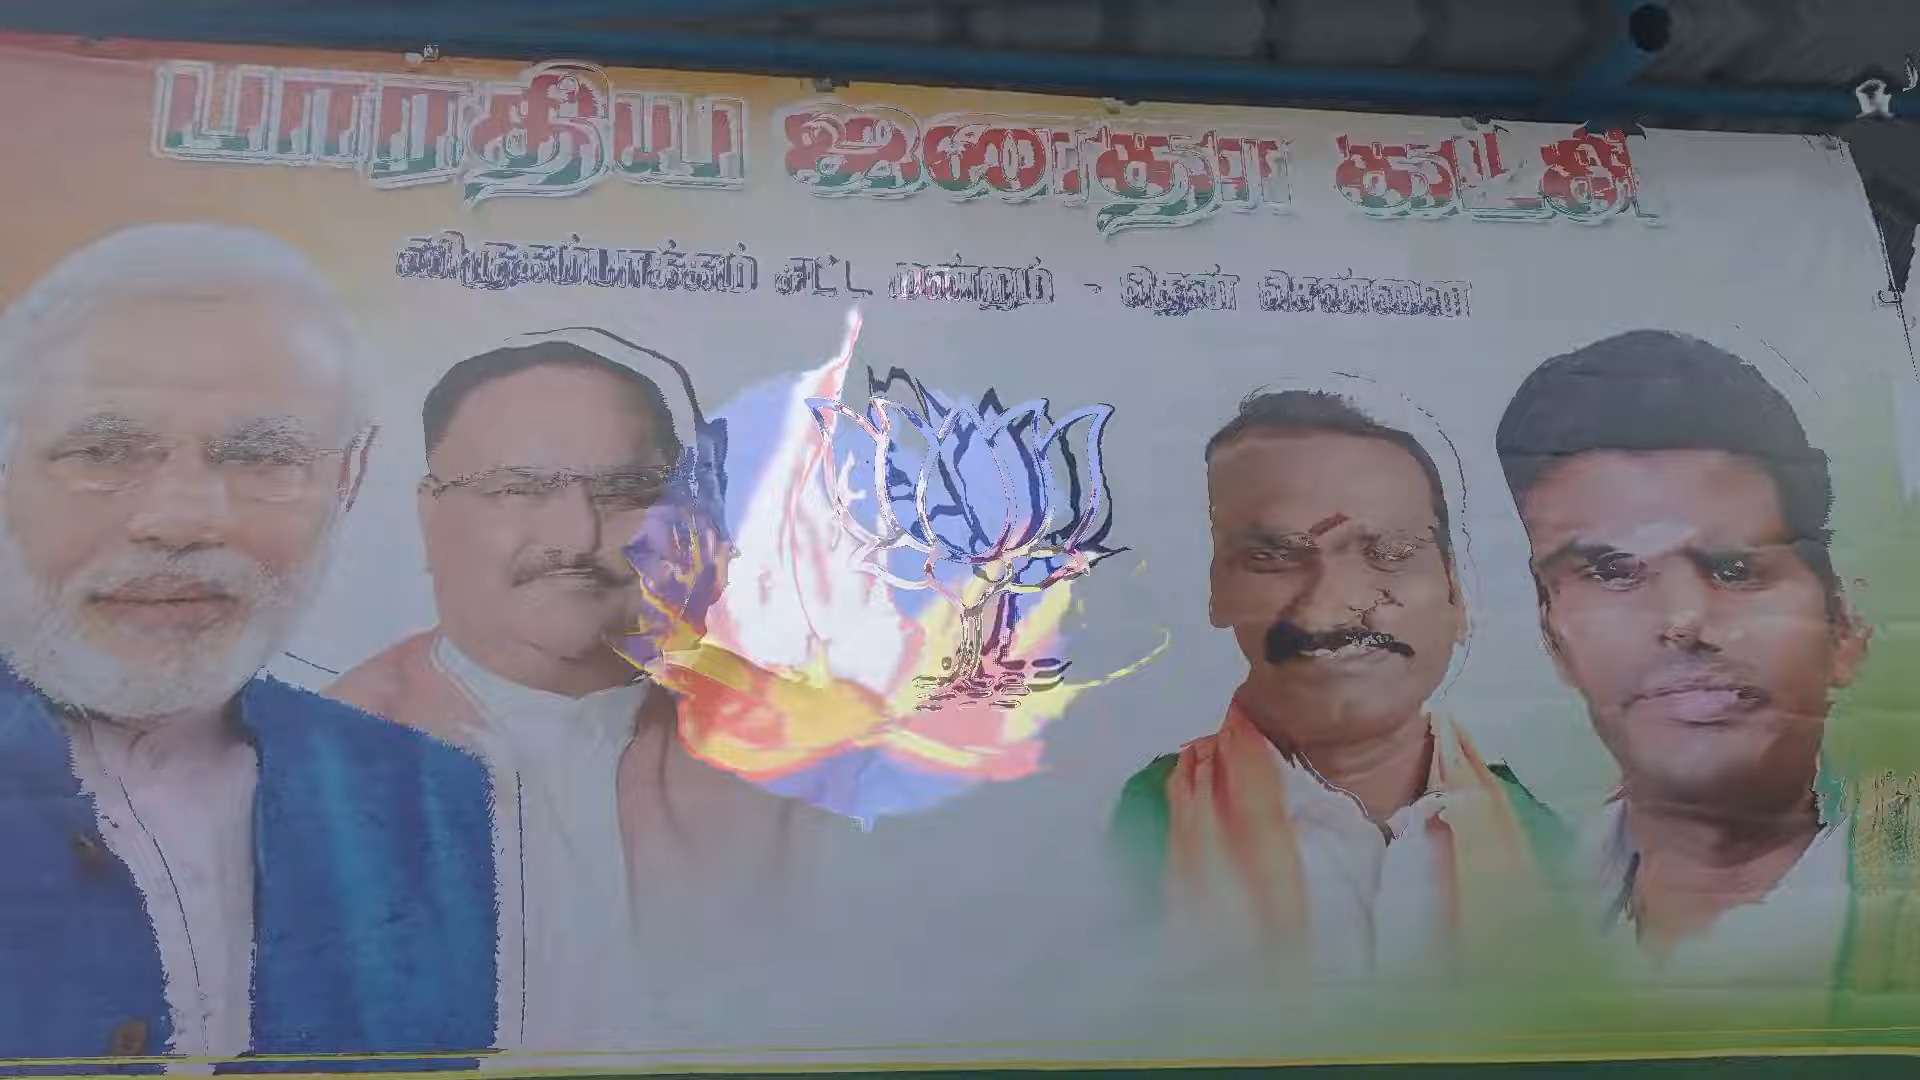 பாரதிய ஜனதா கட்சி
விருகம்பாக்கம் சட்ட மன்றம் - தென் சென்னை